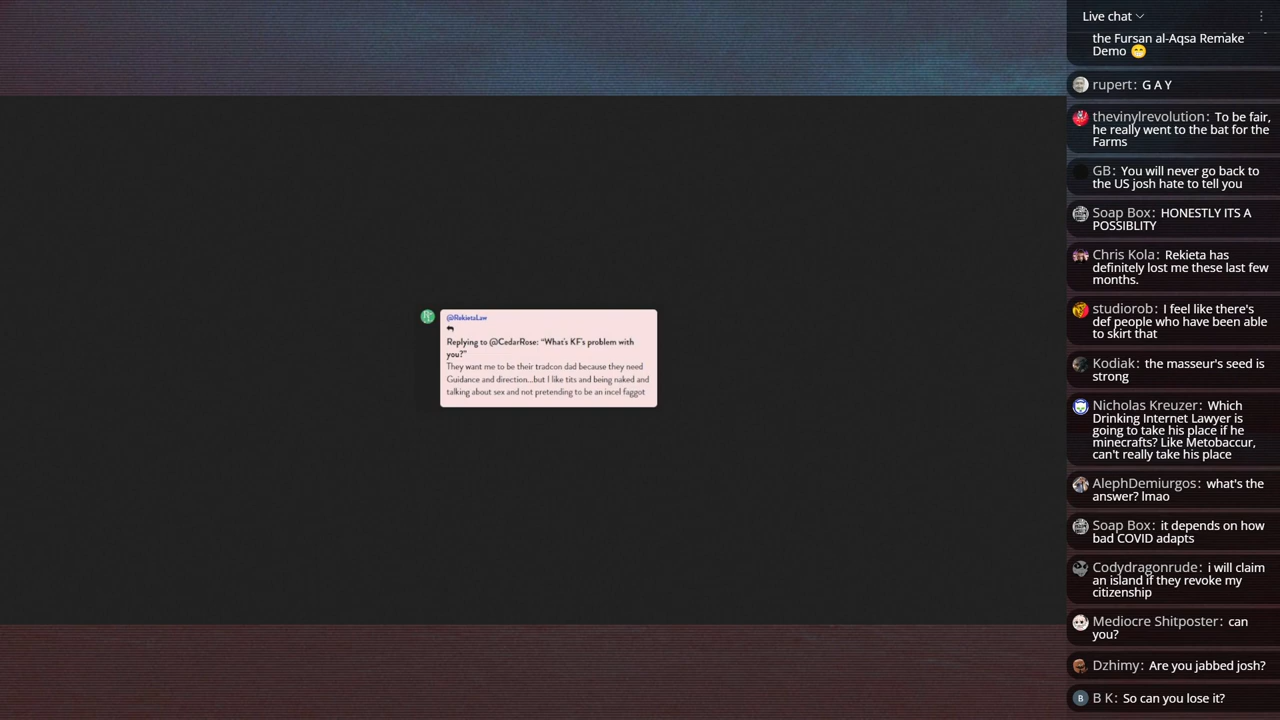 @RekietaLaw
Replying to @CedarRose: “What's KF's problem with
you?”
They want me to be their tradcon dad because they need
Guidance and direction...but I like tits and being naked and
talking about sex and not pretending to be an incel faggot
Live chat
the Fursan al-Aqsa Remake
Demo 😁
rupert: G A Y
thevinylrevolution: To be fair,
he really went to the bat for the
Farms
GB: You will never go back to
the US josh hate to tell you
Soap Box: HONESTLY ITS A
POSSIBLITY
Chris Kola: Rekieta has
definitely lost me these last few
months.
studiorob: I feel like there's
def people who have been able
to skirt that
Kodiak: the masseur's seed is
strong
Nicholas Kreuzer: Which
Drinking Internet Lawyer is
going to take his place if he
minecrafts? Like Metobaccur,
can't really take his place
AlephDemiurgos: what's the
answer? lmao
Soap Box: it depends on how
bad COVID adapts
Codydragonrude: i will claim
an island if they revoke my
citizenship
Mediocre Shitposter: can
you?
Dzhimy: Are you jabbed josh?
B
B K: So can you lose it?